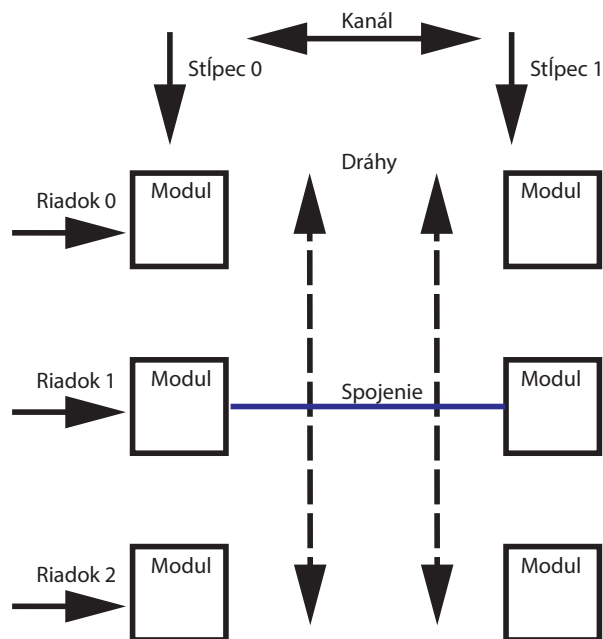 Kanál
Stĺpec 0
Stĺpec 1
Dráhy
Riadok 0
Modul
Modul
Riadok 1
Modul
Spojenie
Modul
Riadok 2
Modul
Modul